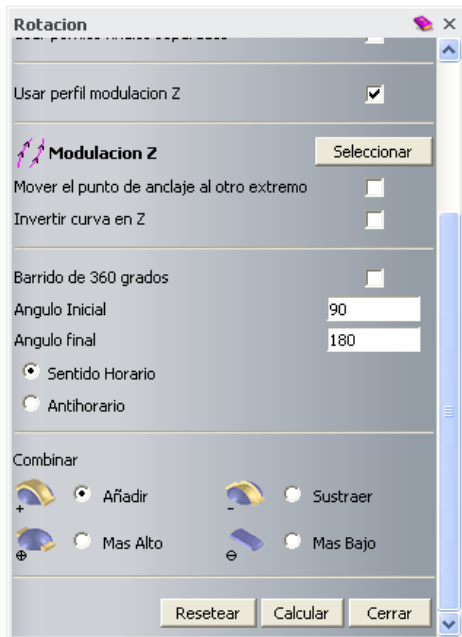 Rotacion
Usar perfil modulacion Z
Modulacion Z Seleccionar
Mover el punto de anclaje al otro extremo
Invertir curva en Z
Barrido de 360 grados
Angulo Inicial 90
Angulo final 180
Sentido Horario
Antihorario
Combinar
Añadir Sustraer
Mas Alto Mas Bajo
Resetear Calcular Cerrar